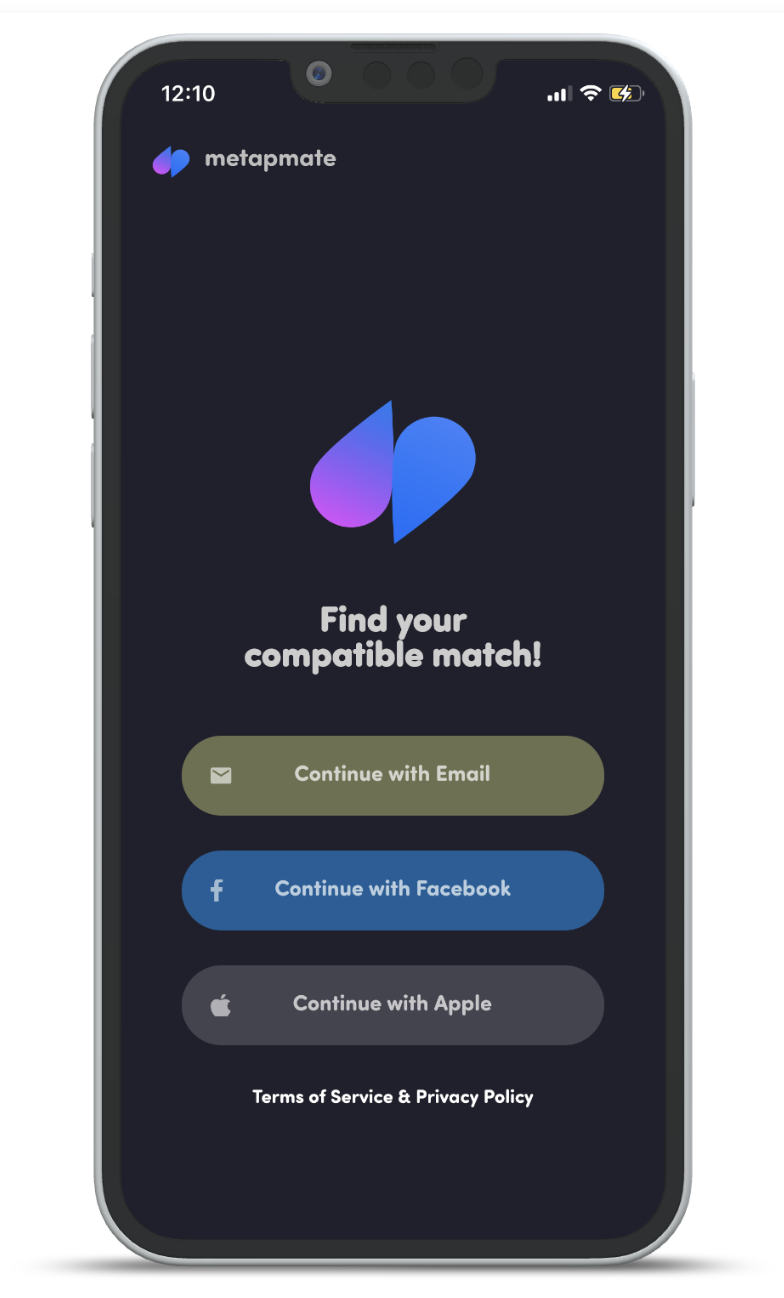 12:10
metapmate
Find your
compatible match!
Continue with Email
Continue with Facebook
Continue with Apple
Terms of Service & Privacy Policy